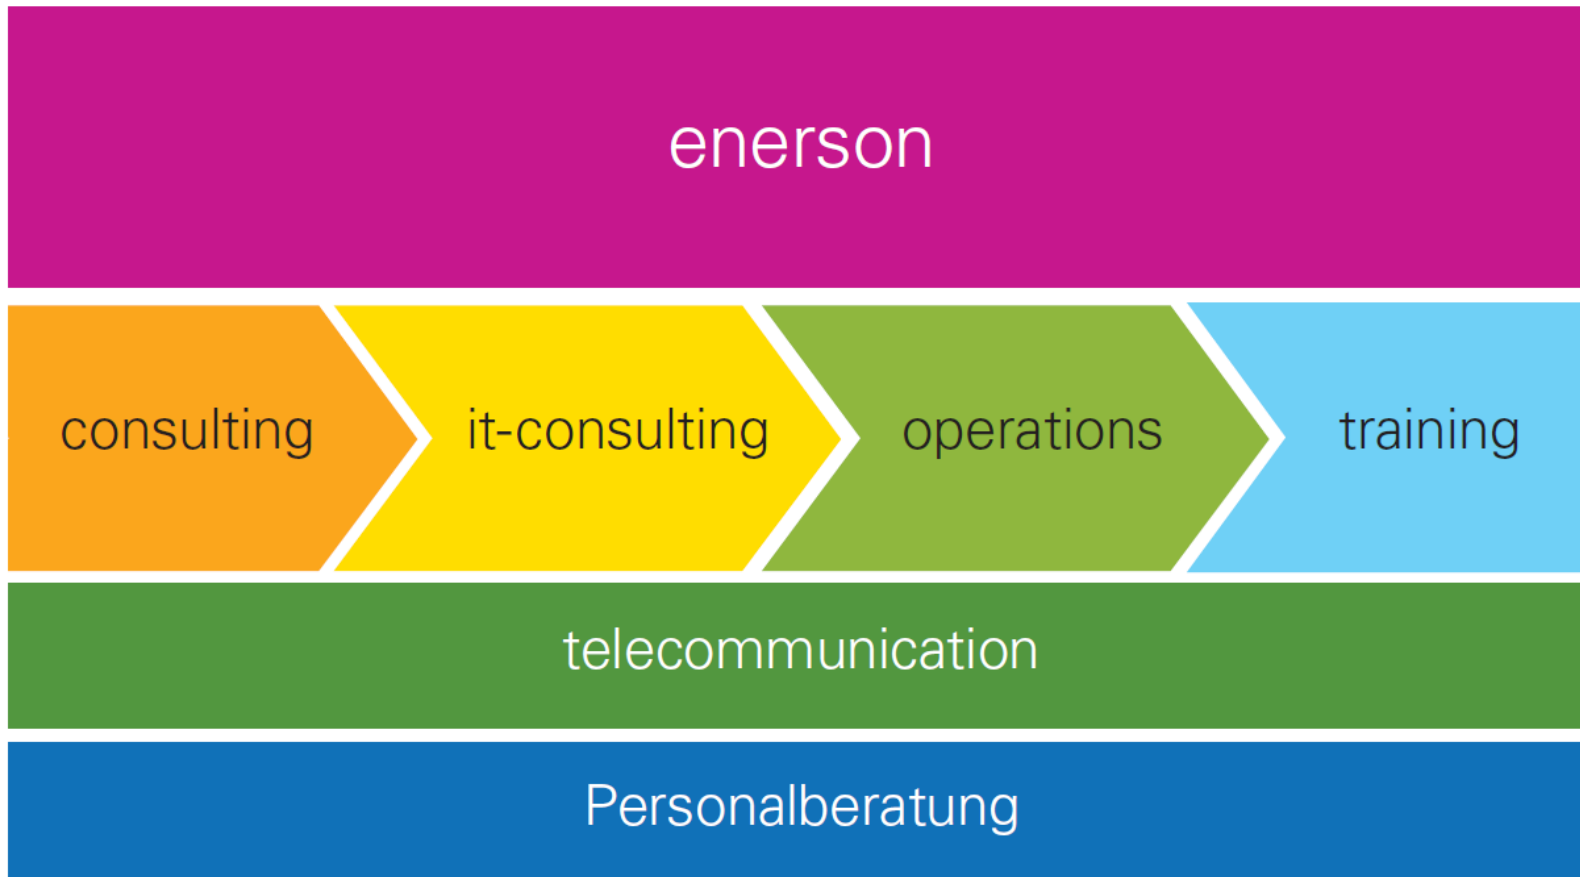 enerson
consulting
it-consulting
operations
training
telecommunication
Personalberatung